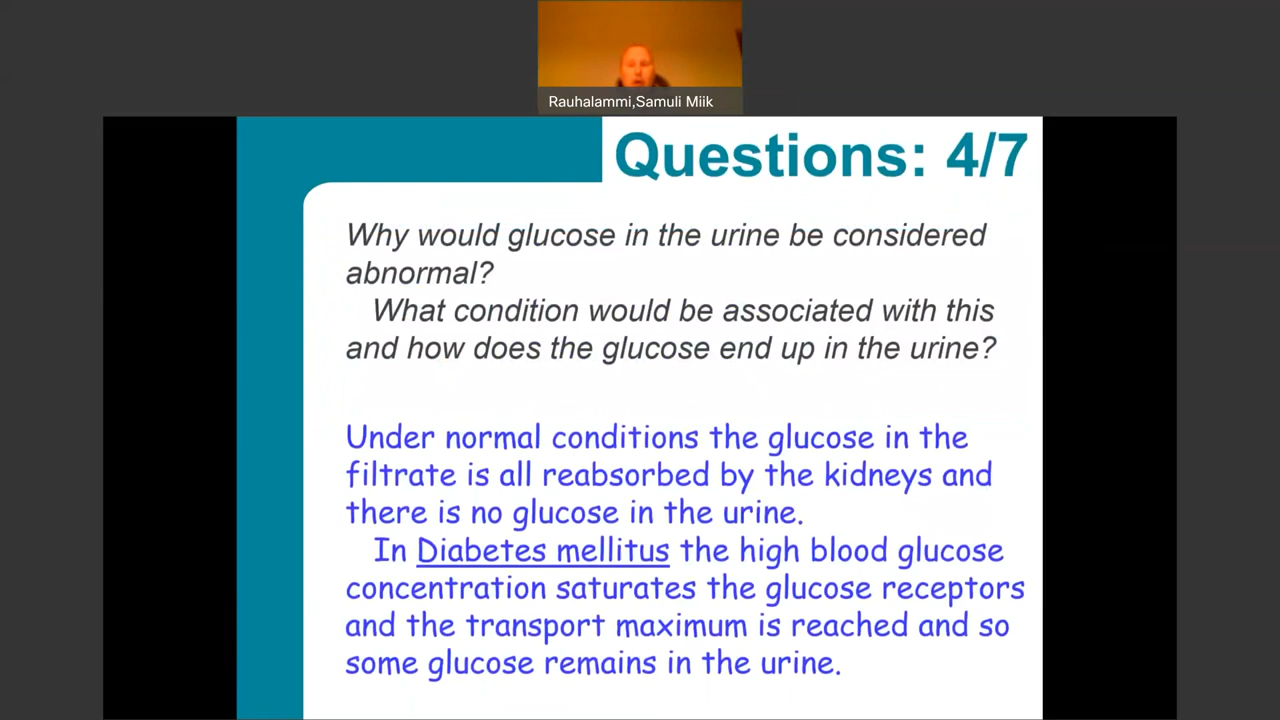 Rauhalammi,Samuli Miik
Questions: 4/7
Why would glucose in the urine be considered
abnormal?
What condition would be associated with this
and how does the glucose end up in the urine?
Under normal conditions the glucose in the
filtrate is all reabsorbed by the kidneys and
there is no glucose in the urine.
In Diabetes mellitus the high blood glucose
concentration saturates the glucose receptors
and the transport maximum is reached and so
some glucose remains in the urine.